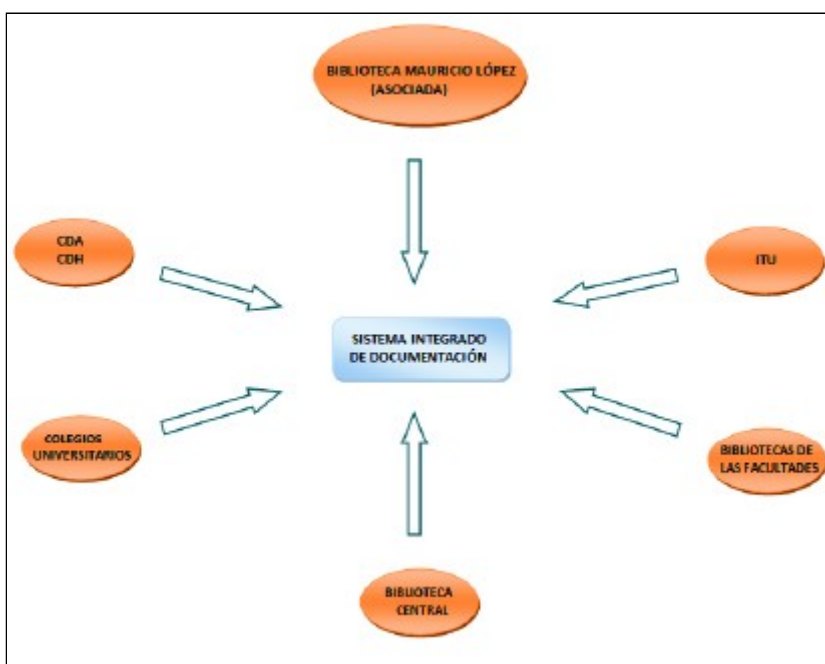 BIBLIOTECA MAURICIO LÓPEZ
(ASOCIADA)
CDA
CDH
ITU
SISTEMA INTEGRADO
DE DOCUMENTACIÓN
COLEGIOS
UNIVERSITARIOS
BIBLIOTECAS DE
LAS FACULTADES
BIBLIOTECA
CENTRAL